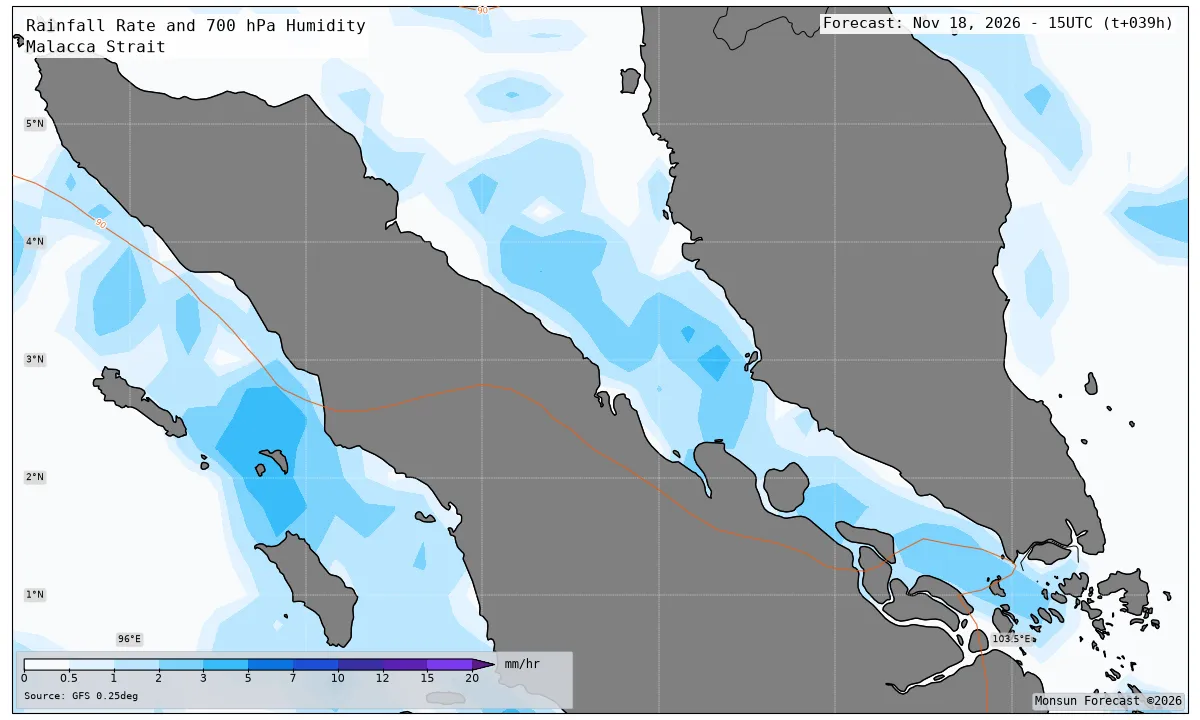 90
Rainfall Rate and 700 hPa Humidity
Malacca Strait
Forecast: Nov 18, 2026 - 15UTC (t+039h)
5°N
90
4°N
3°N
2°N
1°N
96°E
103.5°E
mm/hr
0 0.5 1 2 3 5 7 10 12 15 20
Source: GFS 0.25deg
Monsun Forecast ©2026